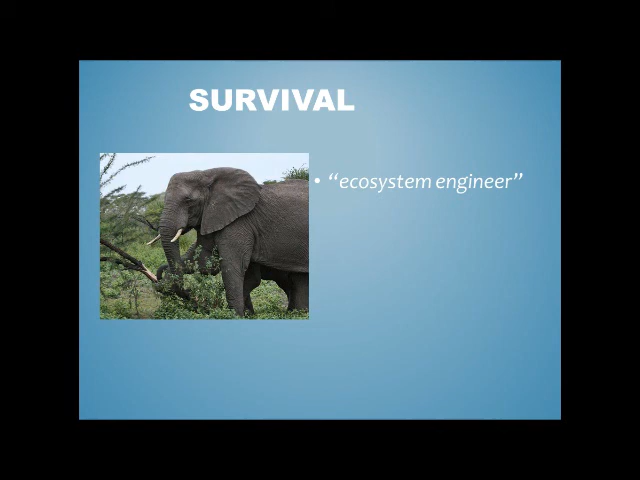 SURVIVAL
• “ecosystem engineer”